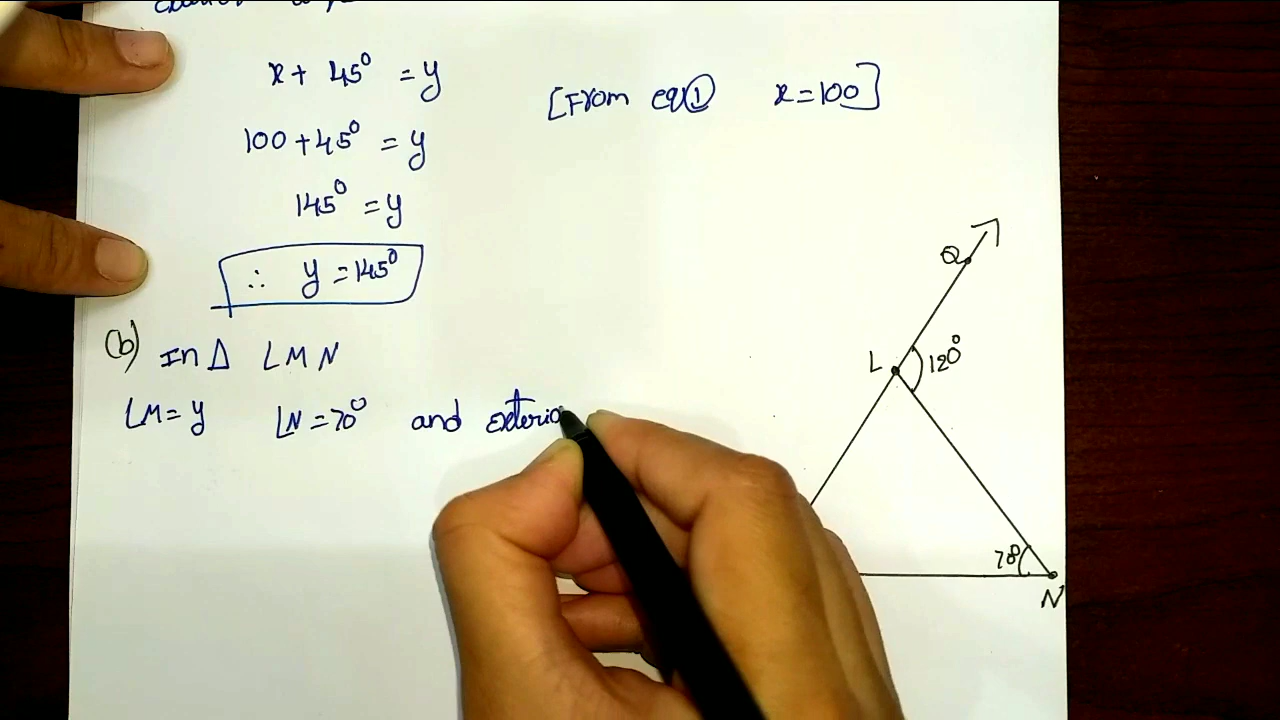 x + 45° = y
[From eq① x = 100]
100 + 45° = y
145° = y
∴ y = 145°
(b) In Δ LMN
∠M = y ∠N = 70° and exterio
Q
L
120°
70°
N